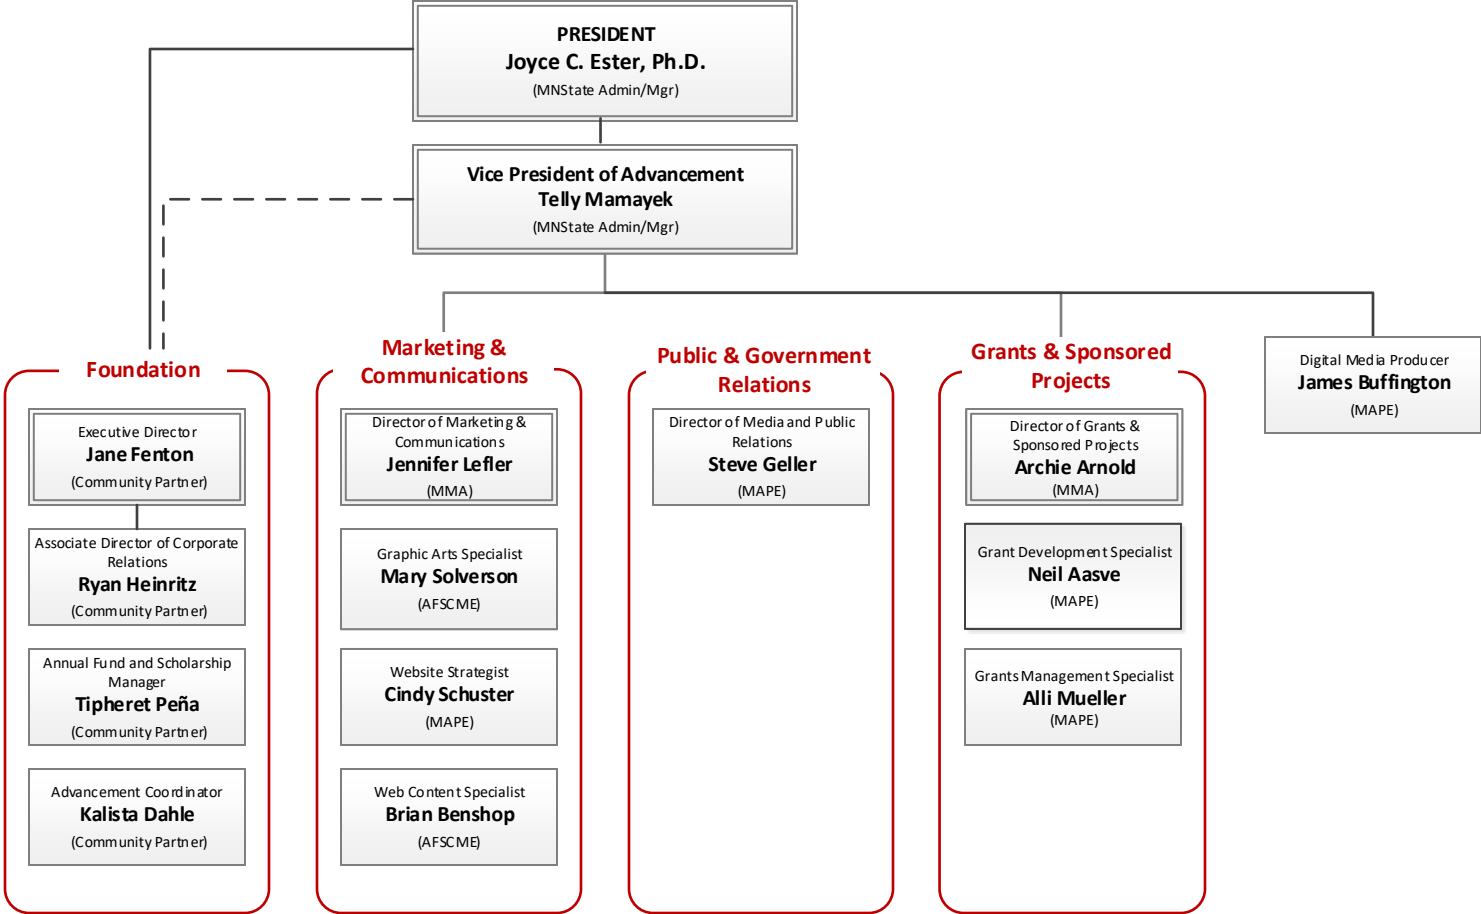 PRESIDENT
Joyce C. Ester, Ph.D.
(MNState Admin/Mgr)
Vice President of Advancement
Telly Mamayek
(MNState Admin/Mgr)
Foundation
Executive Director
Jane Fenton
(Community Partner)
Associate Director of Corporate
Relations
Ryan Heinritz
(Community Partner)
Annual Fund and Scholarship
Manager
Tipheret Peña
(Community Partner)
Advancement Coordinator
Kalista Dahle
(Community Partner)
Marketing &
Communications
Director of Marketing &
Communications
Jennifer Lefler
(MMA)
Graphic Arts Specialist
Mary Solverson
(AFSCME)
Website Strategist
Cindy Schuster
(MAPE)
Web Content Specialist
Brian Benshop
(AFSCME)
Public & Government
Relations
Director of Media and Public
Relations
Steve Geller
(MAPE)
Grants & Sponsored
Projects
Director of Grants &
Sponsored Projects
Archie Arnold
(MMA)
Grant Development Specialist
Neil Aasve
(MAPE)
Grants Management Specialist
Alli Mueller
(MAPE)
Digital Media Producer
James Buffington
(MAPE)